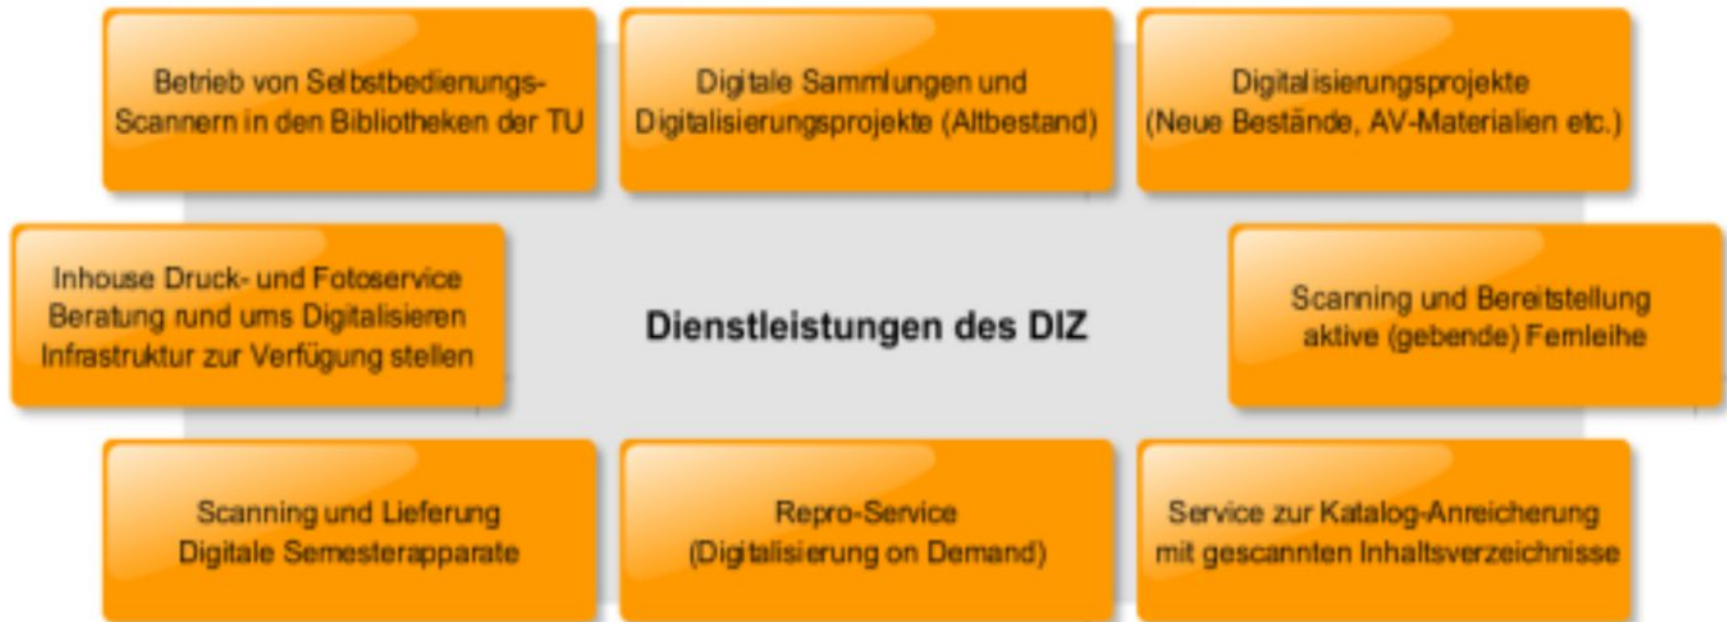 Betrieb von Selbstbedienungs-
Scannern in den Bibliotheken der TU
Digitale Sammlungen und
Digitalisierungsprojekte (Altbestand)
Digitalisierungsprojekte
(Neue Bestände, AV-Materialien etc.)
Inhouse Druck- und Fotoservice
Beratung rund ums Digitalisieren
Infrastruktur zur Verfügung stellen
Dienstleistungen des DIZ
Scanning und Bereitstellung
aktive (gebende) Fernleihe
Scanning und Lieferung
Digitale Semesterapparate
Repro-Service
(Digitalisierung on Demand)
Service zur Katalog-Anreicherung
mit gescannten Inhaltsverzeichnisse